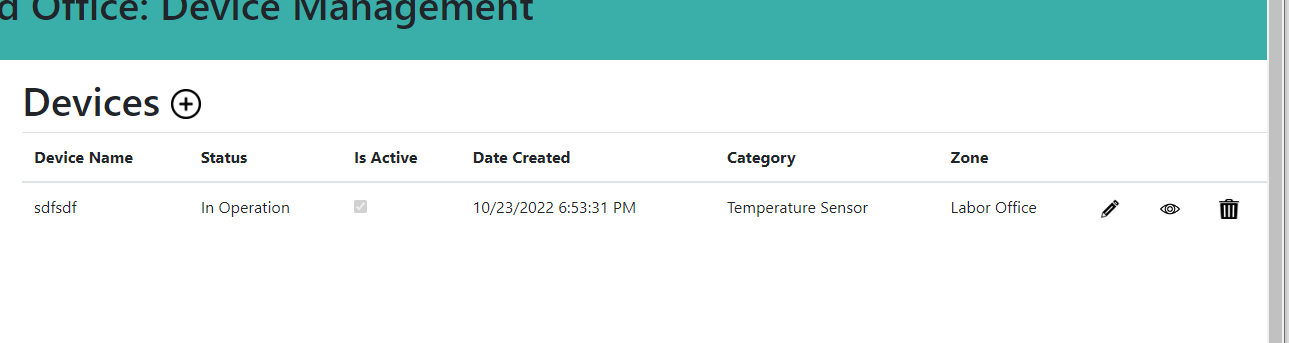 d Office: Device Management
Devices
Device Name Status Is Active Date Created Category Zone
sdfsdf In Operation 10/23/2022 6:53:31 PM Temperature Sensor Labor Office